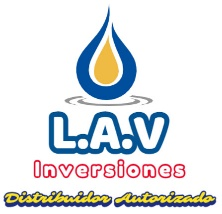 L.A.V
Inversiones
Distribuidor Autorizado